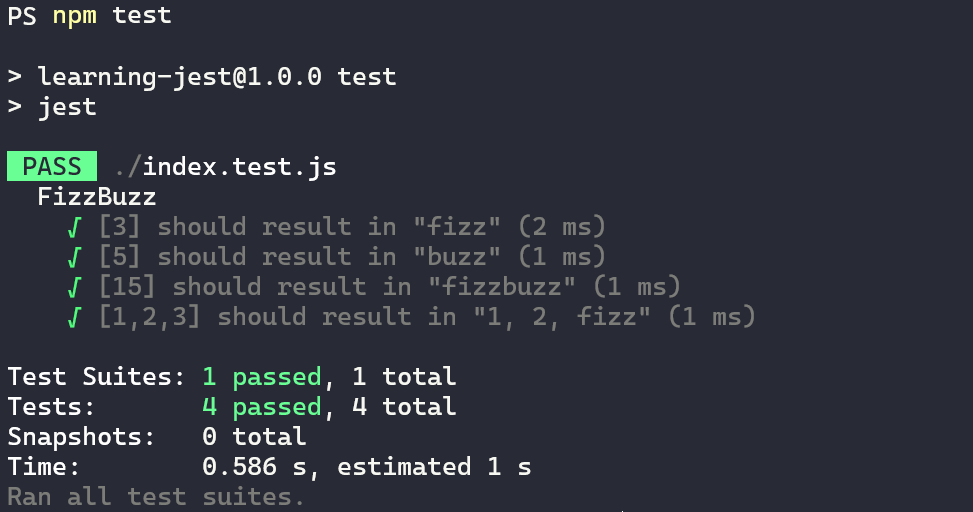 PS npm test
> learning-jest@1.0.0 test
> jest
PASS ./index.test.js
FizzBuzz
√ [3] should result in "fizz" (2 ms)
√ [5] should result in "buzz" (1 ms)
√ [15] should result in "fizzbuzz" (1 ms)
√ [1,2,3] should result in "1, 2, fizz" (1 ms)
Test Suites: 1 passed, 1 total
Tests: 4 passed, 4 total
Snapshots: 0 total
Time: 0.586 s, estimated 1 s
Ran all test suites.